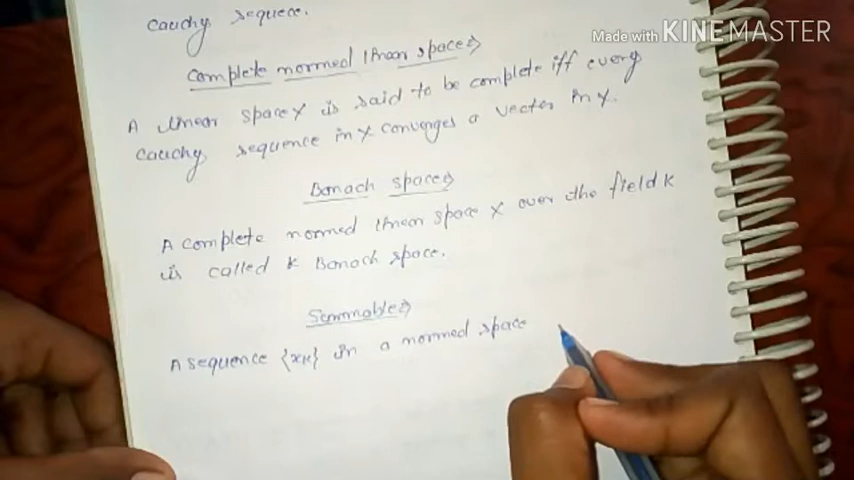 Cauchy sequece.
Made with KINEMASTER
Complete normed linear space⇒
A linear space X is said to be complete iff every
Cauchy sequence in X converges a vector in X.
Banach space⇒
A complete normed linear space X over the field K
is called K Banach space.
Summable⇒
A sequence {xn} in a normed space